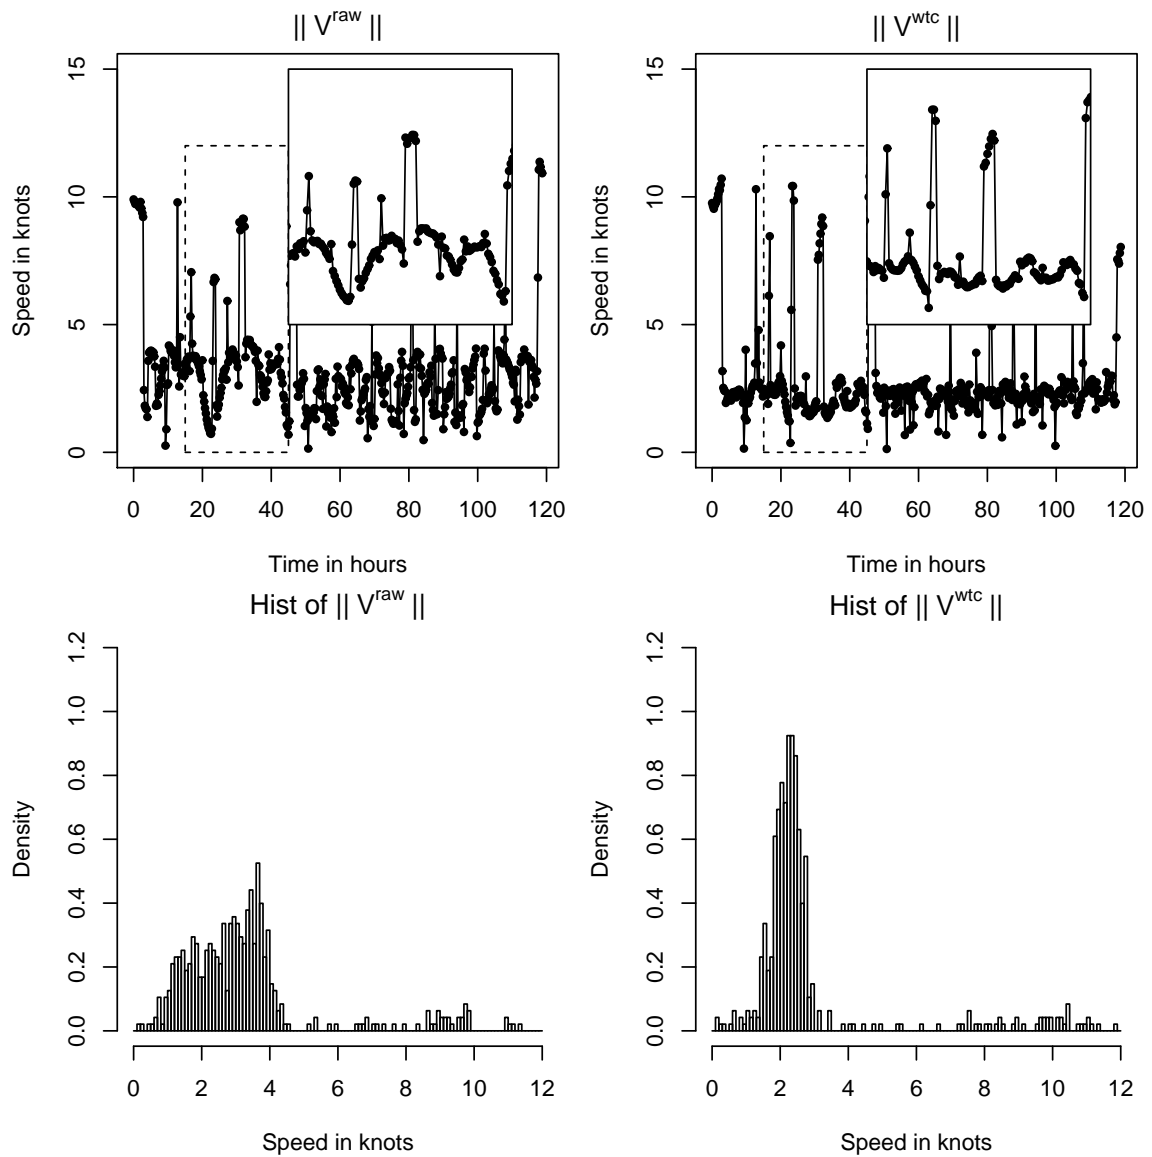 || V^raw ||
Speed in knots
15
10
5
0
0 20 40 60 80 100 120
Time in hours
|| V^wtc ||
Speed in knots
15
10
5
0
0 20 40 60 80 100 120
Time in hours
Hist of || V^raw ||
Density
1.2
1.0
0.8
0.6
0.4
0.2
0.0
0 2 4 6 8 10 12
Speed in knots
Hist of || V^wtc ||
Density
1.2
1.0
0.8
0.6
0.4
0.2
0.0
0 2 4 6 8 10 12
Speed in knots